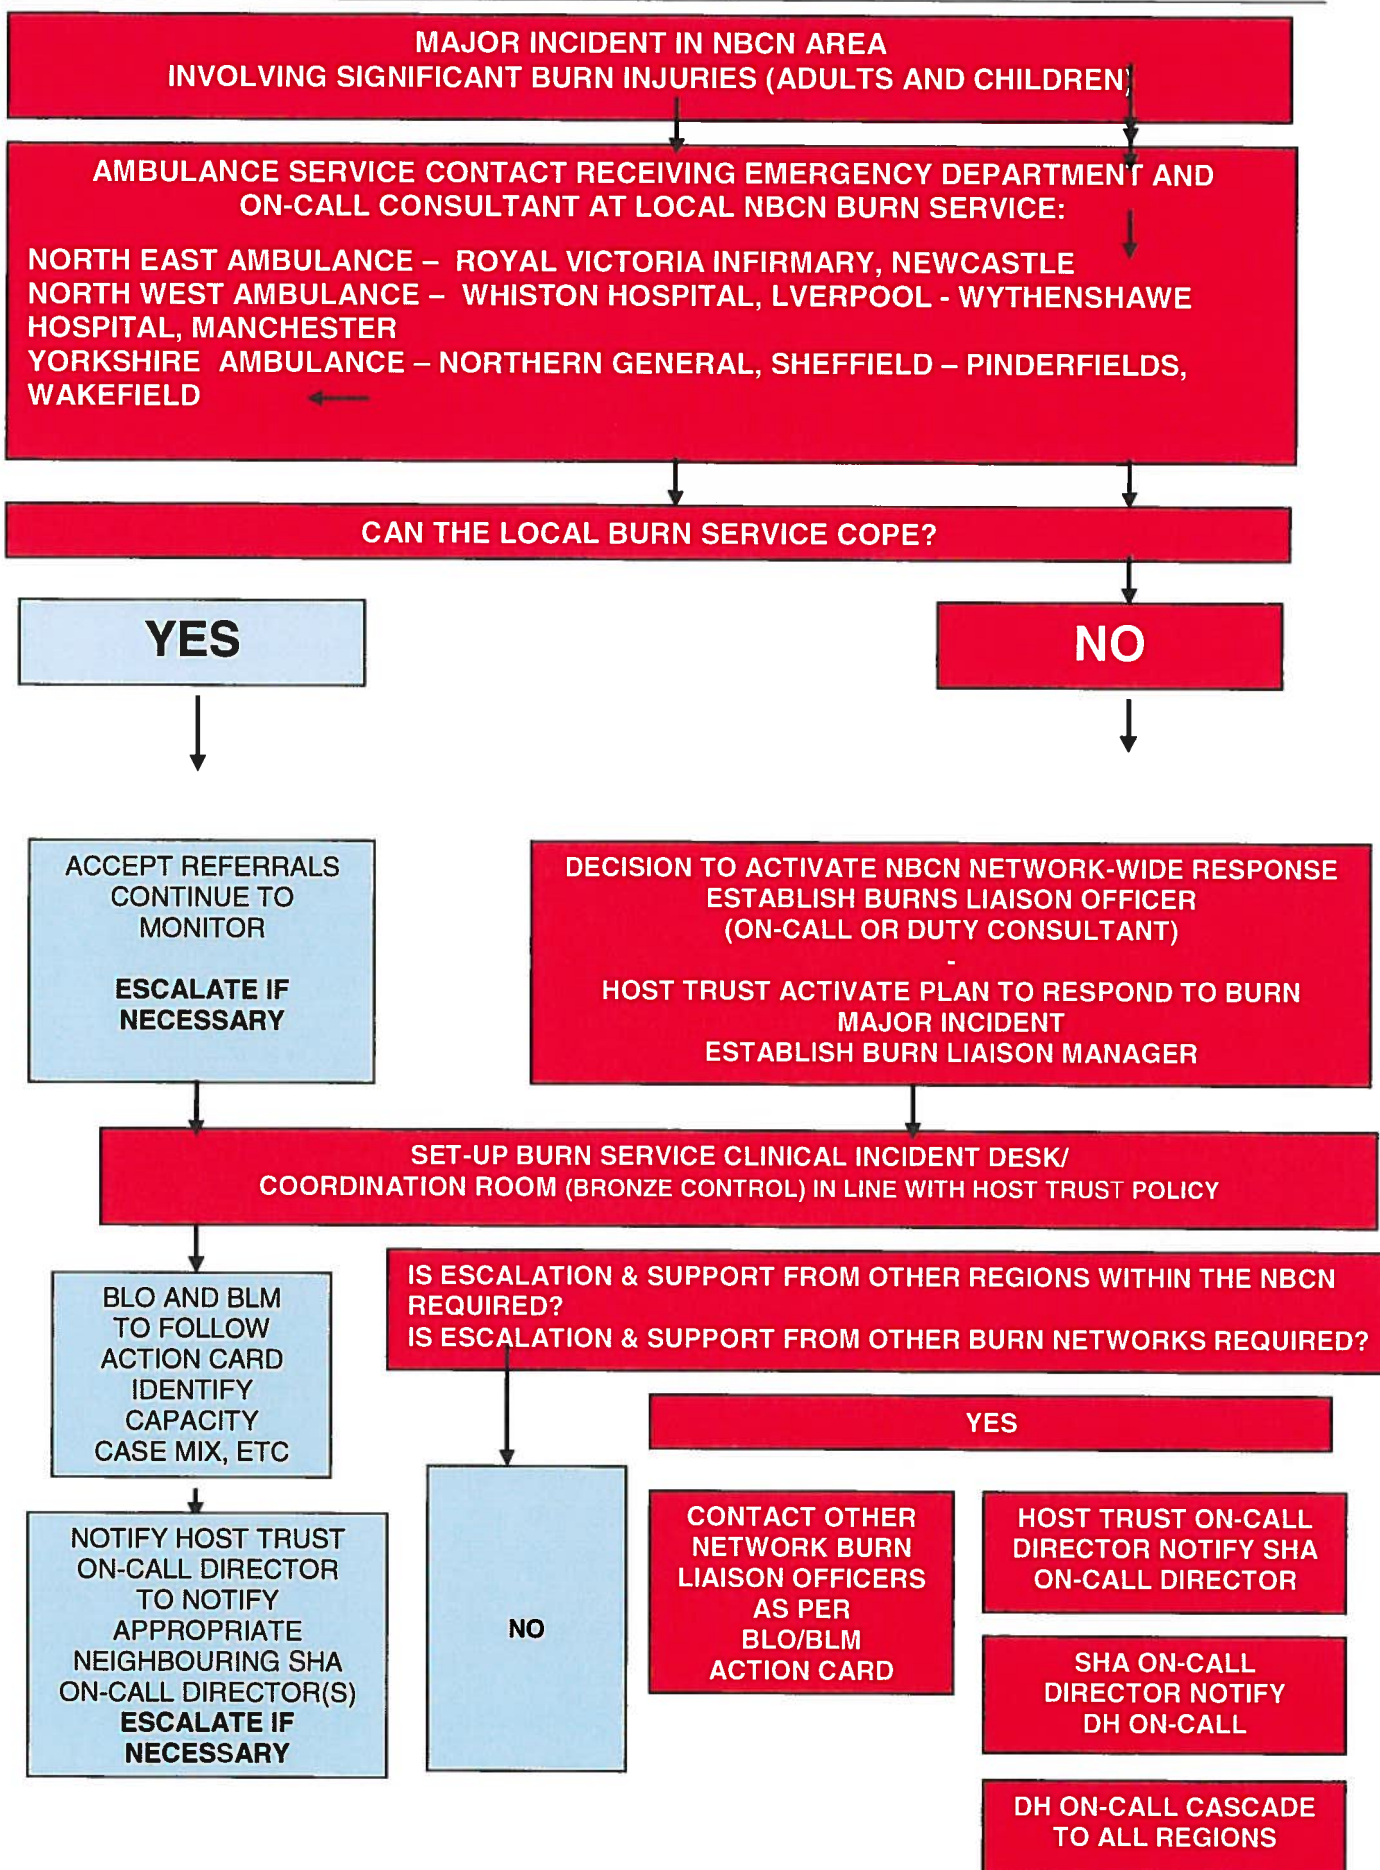 MAJOR INCIDENT IN NBCN AREA
INVOLVING SIGNIFICANT BURN INJURIES (ADULTS AND CHILDREN)
AMBULANCE SERVICE CONTACT RECEIVING EMERGENCY DEPARTMENT AND
ON-CALL CONSULTANT AT LOCAL NBCN BURN SERVICE:
NORTH EAST AMBULANCE – ROYAL VICTORIA INFIRMARY, NEWCASTLE
NORTH WEST AMBULANCE – WHISTON HOSPITAL, LVERPOOL - WYTHENSHAWE
HOSPITAL, MANCHESTER
YORKSHIRE AMBULANCE – NORTHERN GENERAL, SHEFFIELD – PINDERFIELDS,
WAKEFIELD
CAN THE LOCAL BURN SERVICE COPE?
YES
NO
ACCEPT REFERRALS
CONTINUE TO
MONITOR
ESCALATE IF
NECESSARY
DECISION TO ACTIVATE NBCN NETWORK-WIDE RESPONSE
ESTABLISH BURNS LIAISON OFFICER
(ON-CALL OR DUTY CONSULTANT)
-
HOST TRUST ACTIVATE PLAN TO RESPOND TO BURN
MAJOR INCIDENT
ESTABLISH BURN LIAISON MANAGER
SET-UP BURN SERVICE CLINICAL INCIDENT DESK/
COORDINATION ROOM (BRONZE CONTROL) IN LINE WITH HOST TRUST POLICY
BLO AND BLM
TO FOLLOW
ACTION CARD
IDENTIFY
CAPACITY
CASE MIX, ETC
IS ESCALATION & SUPPORT FROM OTHER REGIONS WITHIN THE NBCN
REQUIRED?
IS ESCALATION & SUPPORT FROM OTHER BURN NETWORKS REQUIRED?
YES
NOTIFY HOST TRUST
ON-CALL DIRECTOR
TO NOTIFY
APPROPRIATE
NEIGHBOURING SHA
ON-CALL DIRECTOR(S)
ESCALATE IF
NECESSARY
NO
CONTACT OTHER
NETWORK BURN
LIAISON OFFICERS
AS PER
BLO/BLM
ACTION CARD
HOST TRUST ON-CALL
DIRECTOR NOTIFY SHA
ON-CALL DIRECTOR
SHA ON-CALL
DIRECTOR NOTIFY
DH ON-CALL
DH ON-CALL CASCADE
TO ALL REGIONS